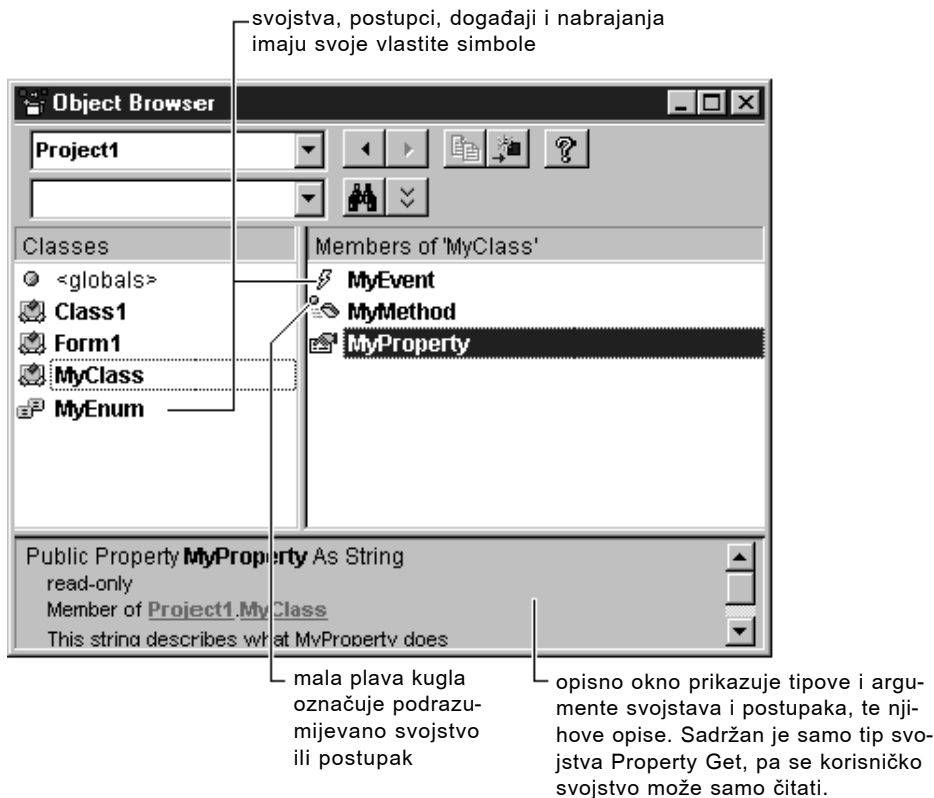 svojstva, postupci, događaji i nabrajanja
imaju svoje vlastite simbole
Object Browser
Project1
Classes
Members of 'MyClass'
<globals>
Class1
Form1
MyClass
MyEnum
MyEvent
MyMethod
MyProperty
Public Property MyProperty As String
read-only
Member of Project1.MyClass
This string describes what MyProperty does
mala plava kugla
označuje podrazu-
mijevano svojstvo
ili postupak
opisno okno prikazuje tipove i argu-
mente svojstava i postupaka, te nji-
hove opise. Sadržan je samo tip svo-
jstva Property Get, pa se korisničko
svojstvo može samo čitati.